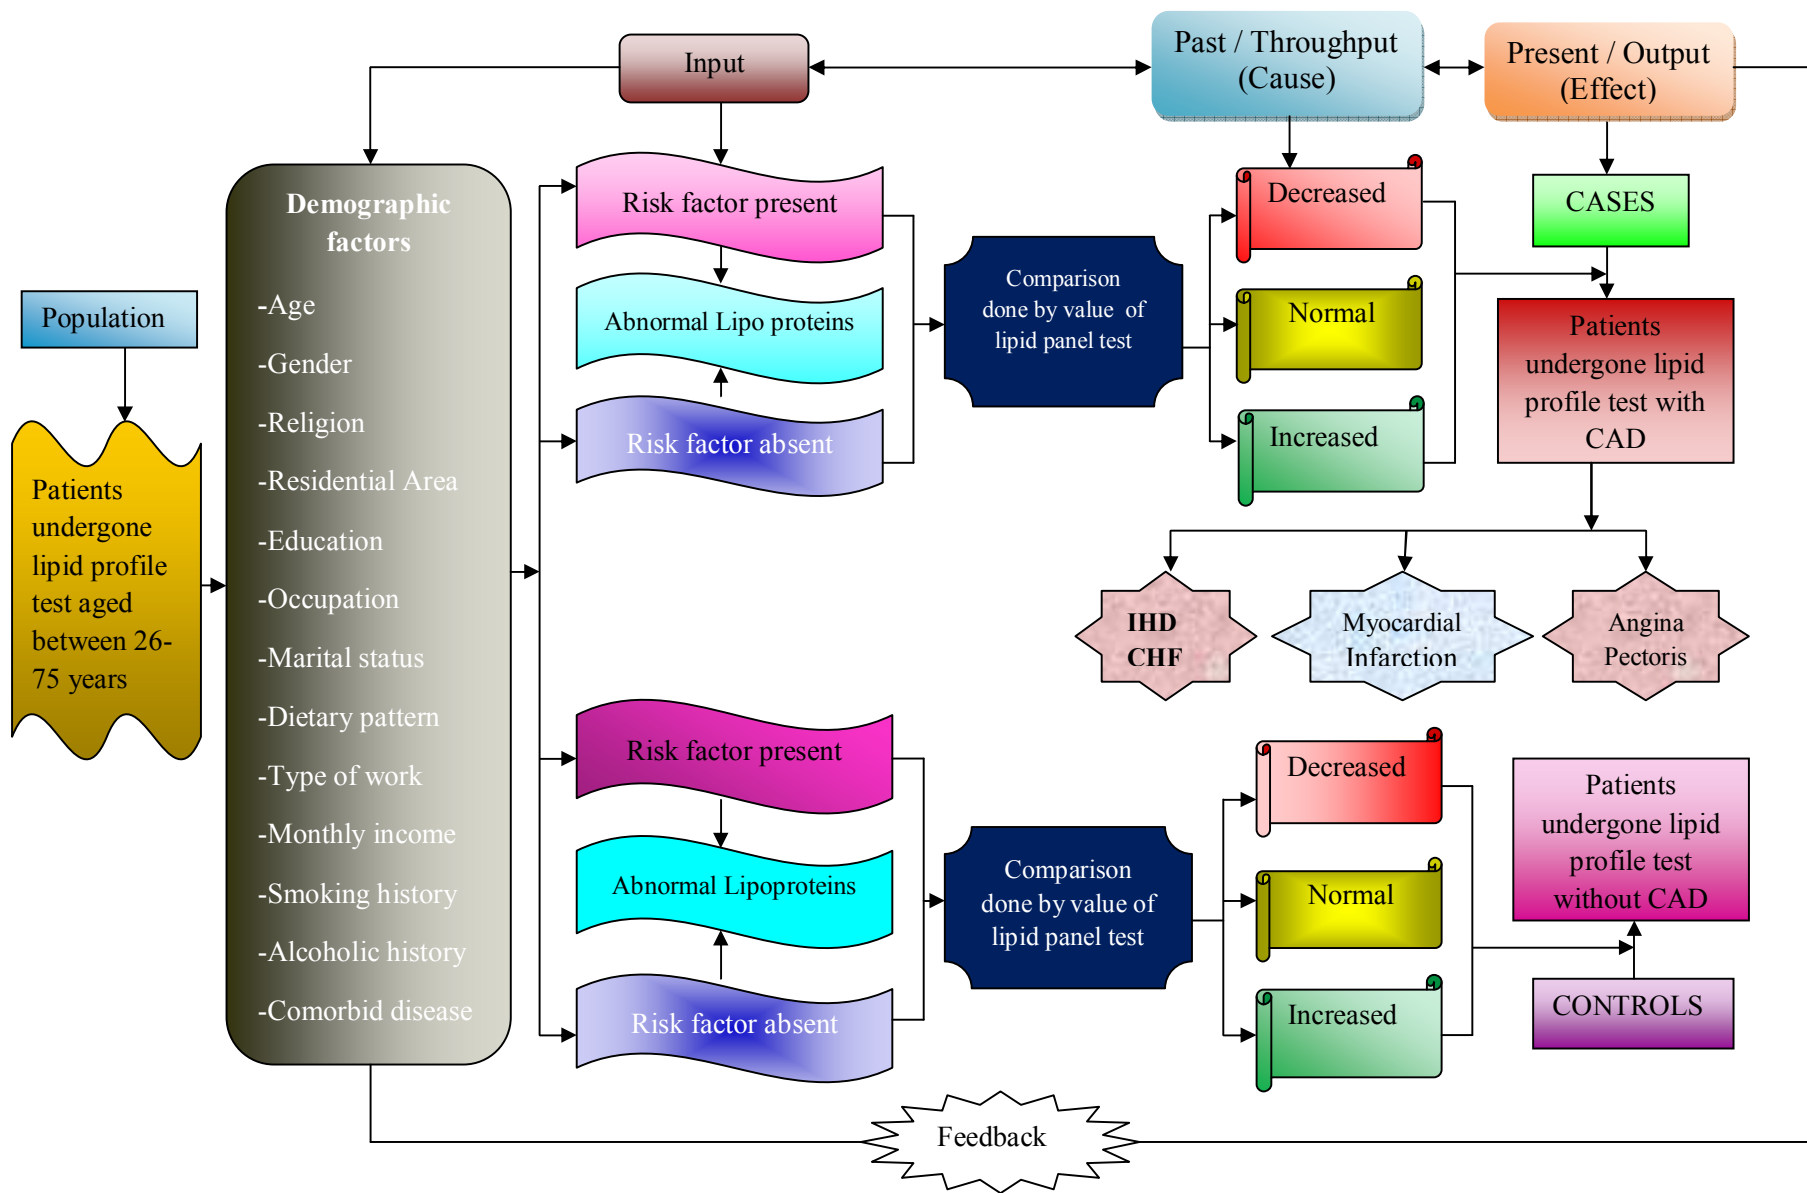 Input
Past / Throughput
(Cause)
Present / Output
(Effect)
Population
Patients
undergone
lipid profile
test aged
between 26-
75 years
Demographic
factors
-Age
-Gender
-Religion
-Residential Area
-Education
-Occupation
-Marital status
-Dietary pattern
-Type of work
-Monthly income
-Smoking history
-Alcoholic history
-Comorbid disease
Risk factor present
Abnormal Lipo proteins
Risk factor absent
Comparison
done by value of
lipid panel test
Decreased
Normal
Increased
CASES
Patients
undergone lipid
profile test with
CAD
IHD
CHF
Myocardial
Infarction
Angina
Pectoris
Risk factor present
Abnormal Lipoproteins
Risk factor absent
Comparison
done by value of
lipid panel test
Decreased
Normal
Increased
Patients
undergone lipid
profile test
without CAD
CONTROLS
Feedback